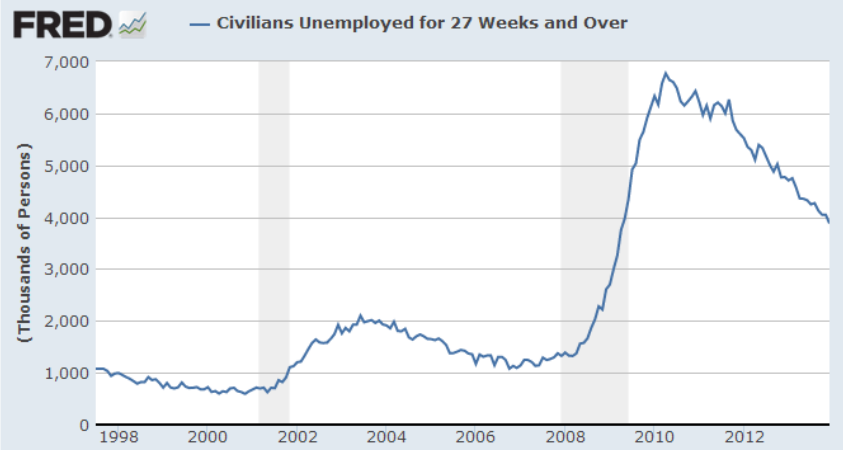 FRED
Civilians Unemployed for 27 Weeks and Over
(Thousands of Persons)
7,000
6,000
5,000
4,000
3,000
2,000
1,000
0
1998 2000 2002 2004 2006 2008 2010 2012